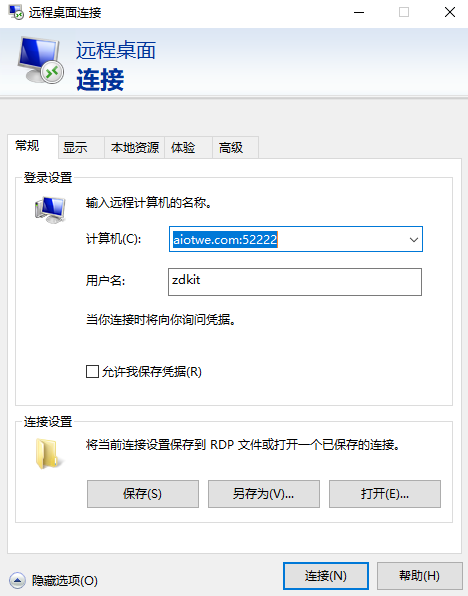 远程桌面连接
远程桌面
连接
常规 显示 本地资源 体验 高级
登录设置
输入远程计算机的名称。
计算机(C): aiotwe.com:52222
用户名: zdkit
当你连接时将向你询问凭据。
允许我保存凭据(R)
连接设置
将当前连接设置保存到 RDP 文件或打开一个已保存的连接。
保存(S) 另存为(V)... 打开(E)...
隐藏选项(O) 连接(N) 帮助(H)